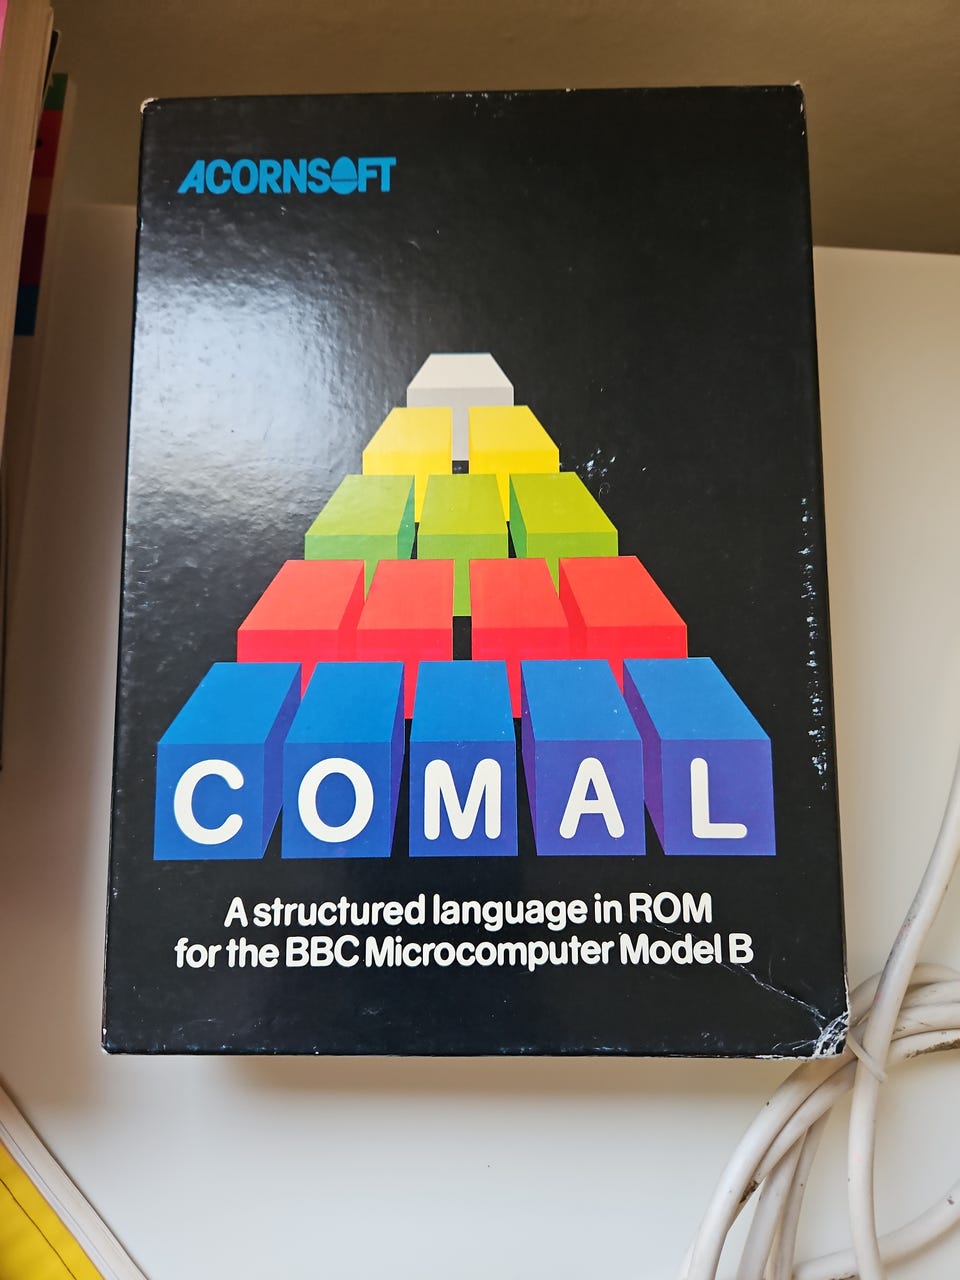 ACORNSOFT
COMAL
A structured language in ROM
for the BBC Microcomputer Model B